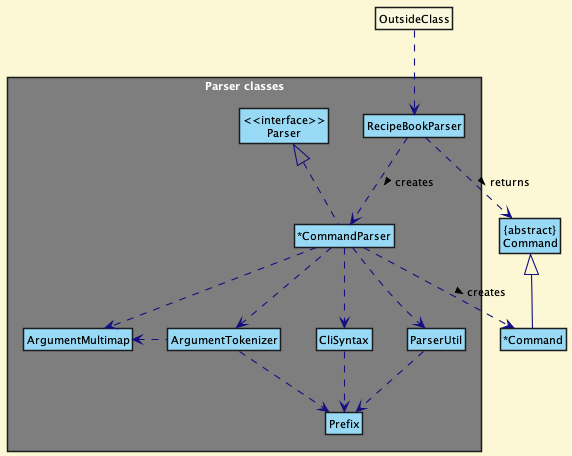 OutsideClass
Parser classes
<<interface>>
Parser
RecipeBookParser
creates
returns
*CommandParser
{abstract}
Command
creates
ArgumentMultimap
ArgumentTokenizer
CliSyntax
ParserUtil
*Command
Prefix